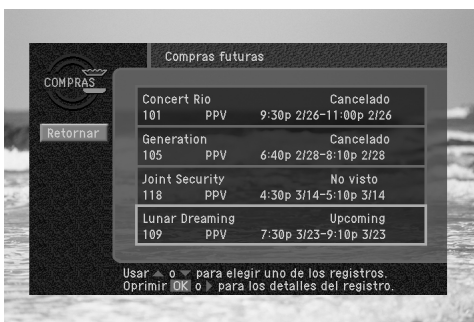 Compras futuras
COMPRAS
Retornar
Concert Rio Cancelado
101 PPV 9:30p 2/26-11:00p 2/26
Generation Cancelado
105 PPV 6:40p 2/28-8:10p 2/28
Joint Security No visto
118 PPV 4:30p 3/14-5:10p 3/14
Lunar Dreaming Upcoming
109 PPV 7:30p 3/23-9:10p 3/23
Usar o para elegir uno de los registros.
Oprimir OK o para los detalles del registro.